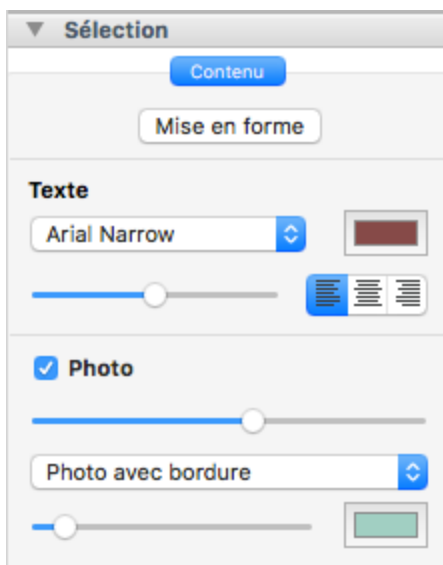 Sélection
Contenu
Mise en forme
Texte
Arial Narrow
Photo
Photo avec bordure